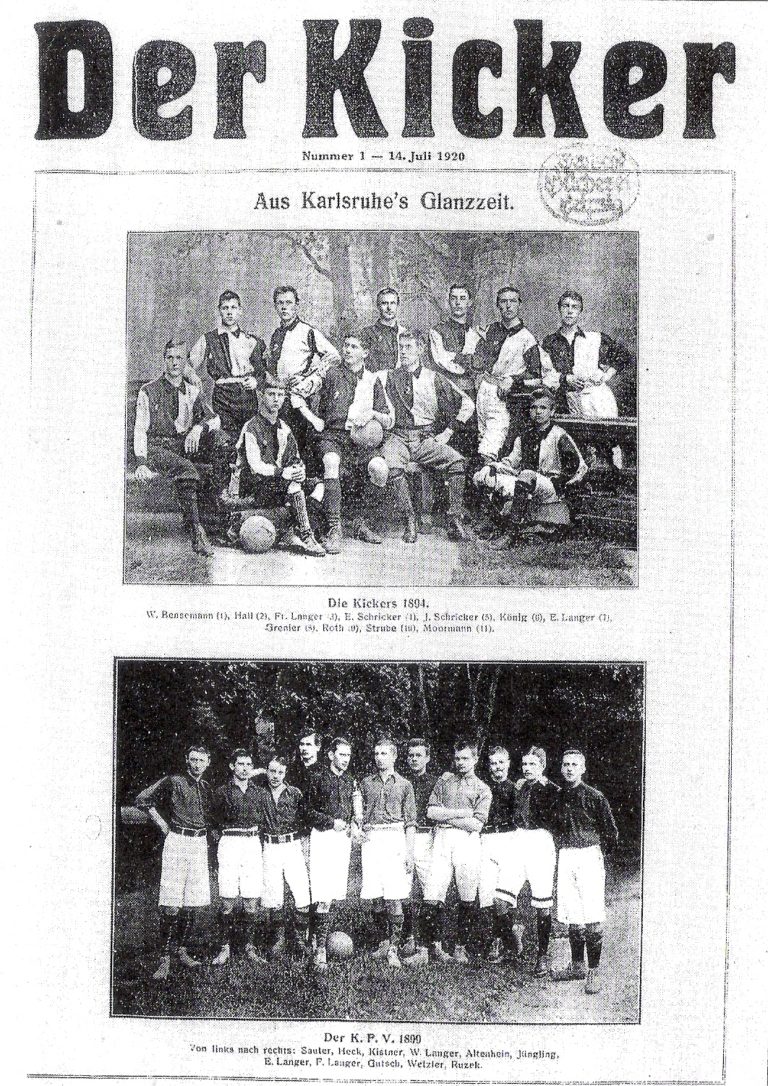 Der Kicker
Nummer 1 — 14. Juli 1920
Aus Karlsruhe's Glanzzeit.
Die Kickers 1894.
W. Bensemann (1), Hall (2), Fr. Langer (3), E. Schricker (4), J. Schricker (5), König (6), E. Langer (7),
Grenier (8), Roth (9), Strube (10), Moormann (11).
Der K. F. V. 1899
Von links nach rechts: Sauter, Heck, Kistner, W. Langer, Altenhein, Jüngling,
E. Langer, F. Langer, Gutsch, Wetzler, Ruzek.